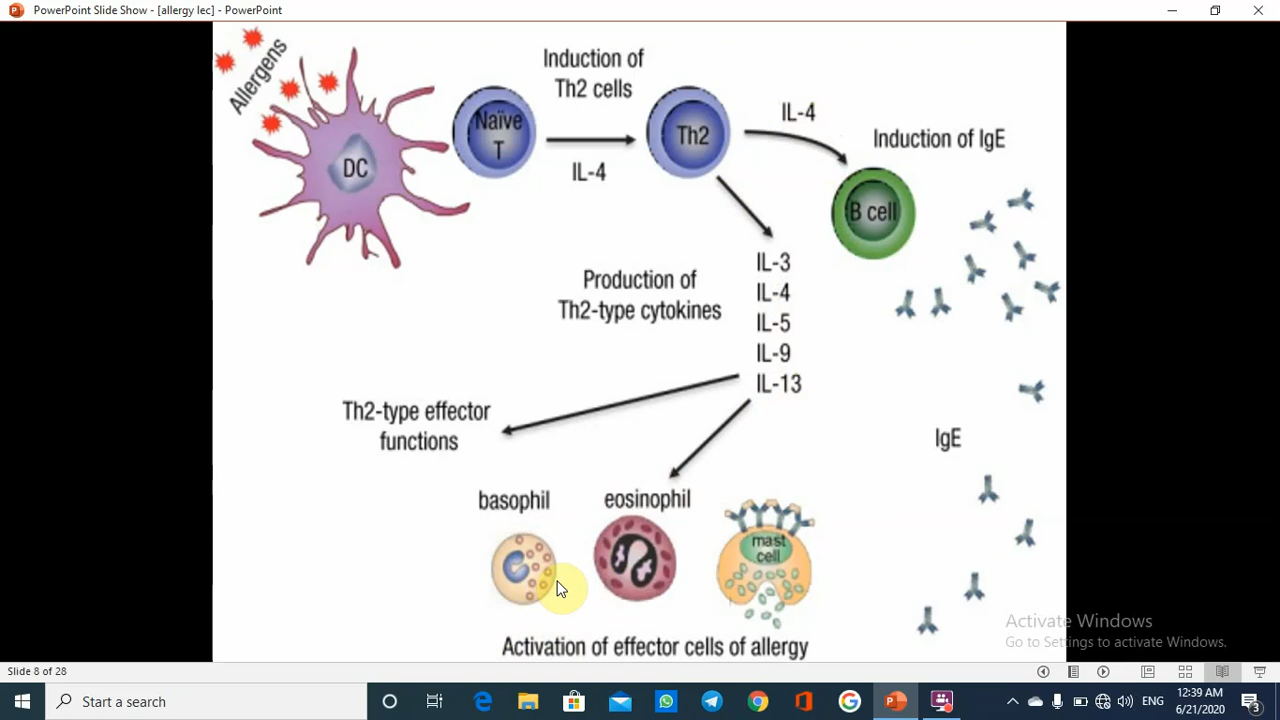 PowerPoint Slide Show - [allergy lec] - PowerPoint
Allergens
DC
Naïve
T
Induction of
Th2 cells
IL-4
Th2
IL-4
B cell
Induction of IgE
Production of
Th2-type cytokines
IL-3
IL-4
IL-5
IL-9
IL-13
Th2-type effector
functions
IgE
basophil
eosinophil
mast
cell
Activation of effector cells of allergy
Activate Windows
Go to Settings to activate Windows.
Slide 8 of 28
Search for a search
ENG
12:39 AM
6/21/2020
3